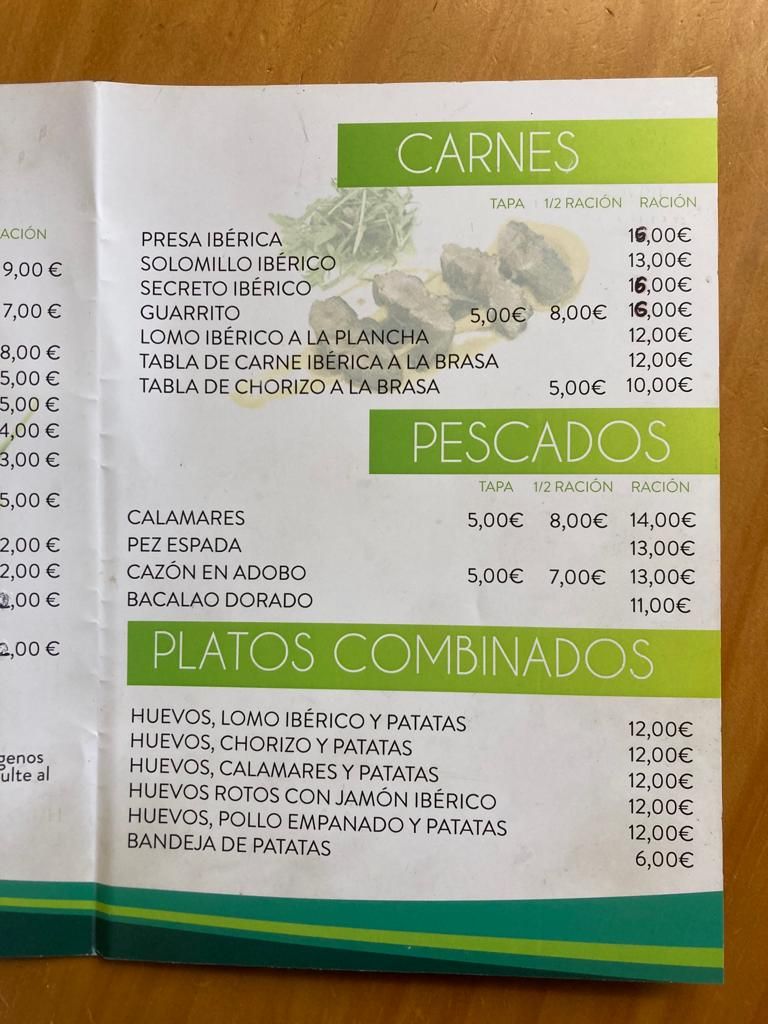 ACIÓN
9,00 €
7,00 €
8,00 €
5,00 €
5,00 €
4,00 €
3,00 €
5,00 €
2,00 €
2,00 €
,00 €
,00 €
genos
ulte al
CARNES
TAPA 1/2 RACIÓN RACIÓN
PRESA IBÉRICA 16,00€
SOLOMILLO IBÉRICO 13,00€
SECRETO IBÉRICO 16,00€
GUARRITO 5,00€ 8,00€ 16,00€
LOMO IBÉRICO A LA PLANCHA 12,00€
TABLA DE CARNE IBÉRICA A LA BRASA 12,00€
TABLA DE CHORIZO A LA BRASA 5,00€ 10,00€
PESCADOS
TAPA 1/2 RACIÓN RACIÓN
CALAMARES 5,00€ 8,00€ 14,00€
PEZ ESPADA 13,00€
CAZÓN EN ADOBO 5,00€ 7,00€ 13,00€
BACALAO DORADO 11,00€
PLATOS COMBINADOS
HUEVOS, LOMO IBÉRICO Y PATATAS 12,00€
HUEVOS, CHORIZO Y PATATAS 12,00€
HUEVOS, CALAMARES Y PATATAS 12,00€
HUEVOS ROTOS CON JAMÓN IBÉRICO 12,00€
HUEVOS, POLLO EMPANADO Y PATATAS 12,00€
BANDEJA DE PATATAS 6,00€